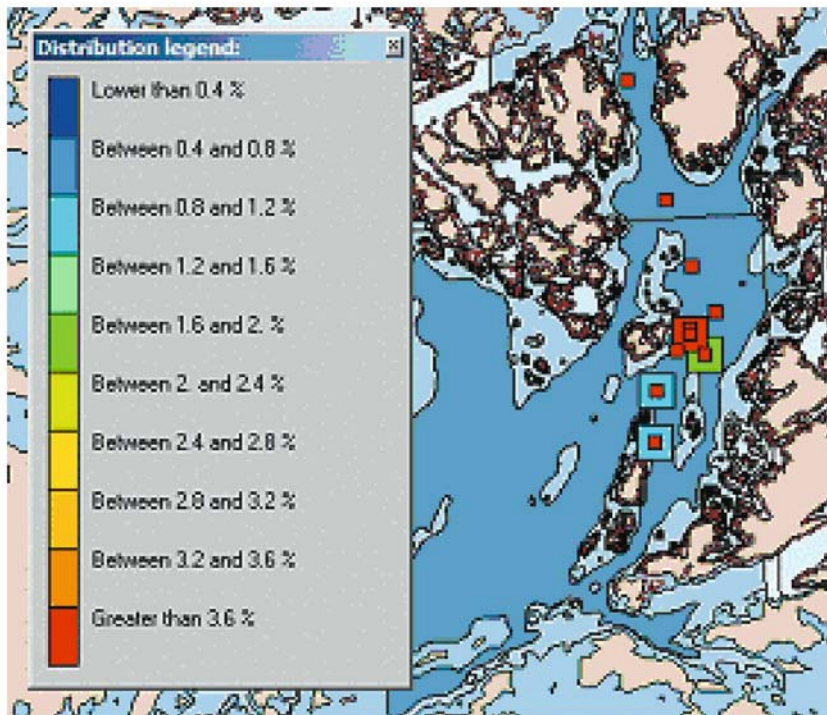 Distribution legend:
Lower than 0.4 %
Between 0.4 and 0.8 %
Between 0.8 and 1.2 %
Between 1.2 and 1.6 %
Between 1.6 and 2. %
Between 2. and 2.4 %
Between 2.4 and 2.8 %
Between 2.8 and 3.2 %
Between 3.2 and 3.6 %
Greater than 3.6 %